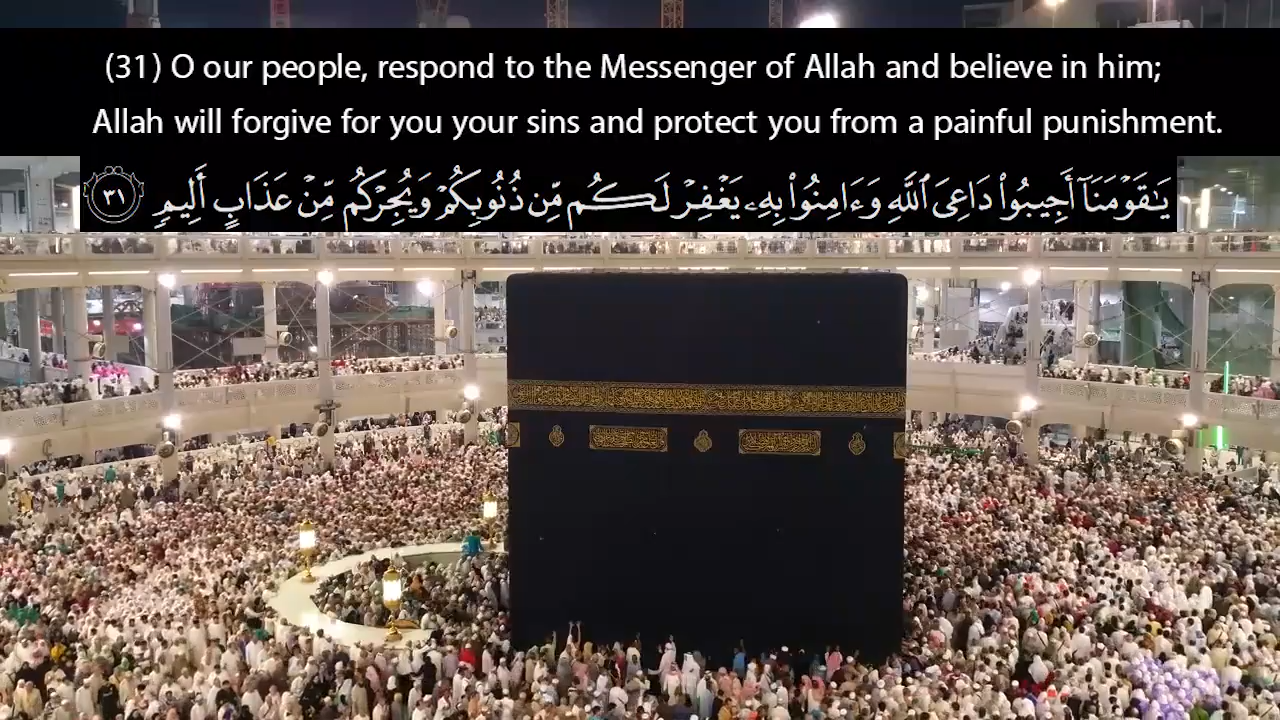 (31) O our people, respond to the Messenger of Allah and believe in him;
Allah will forgive for you your sins and protect you from a painful punishment.
يَٰقَوْمَنَآ أَجِيبُوا۟ دَاعِىَ ٱللَّهِ وَءَامِنُوا۟ بِهِۦ يَغْفِرْ لَكُم مِّن ذُنُوبِكُمْ وَيُجِرْكُم مِّنْ عَذَابٍ أَلِيمٍ ٣١